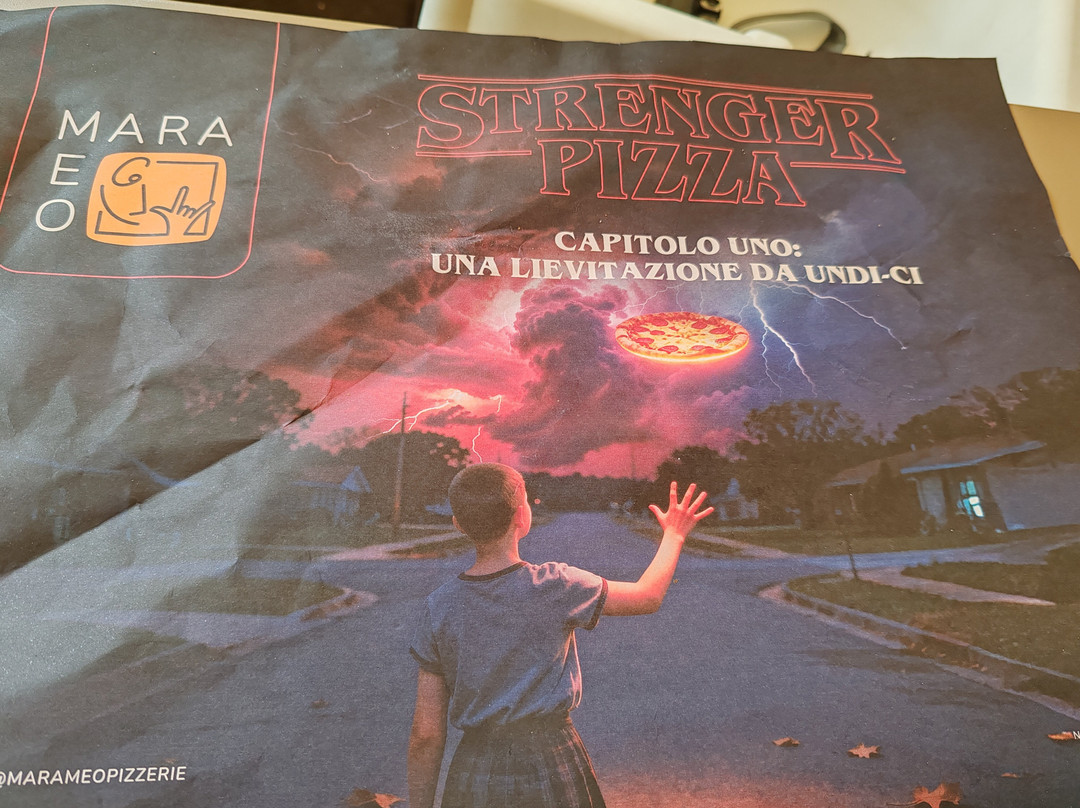 MARA
E
O
STRENGER
PIZZA
CAPITOLO UNO:
UNA LIEVITAZIONE DA UNDI-CI
@MARAMEOPIZZERIE